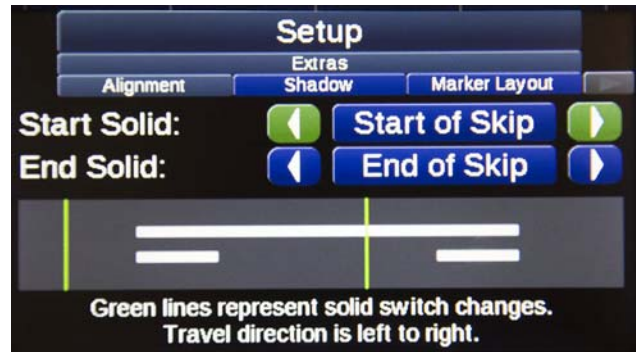 Setup
Extras
Alignment Shadow Marker Layout
Start Solid: Start of Skip
End Solid: End of Skip
Green lines represent solid switch changes.
Travel direction is left to right.